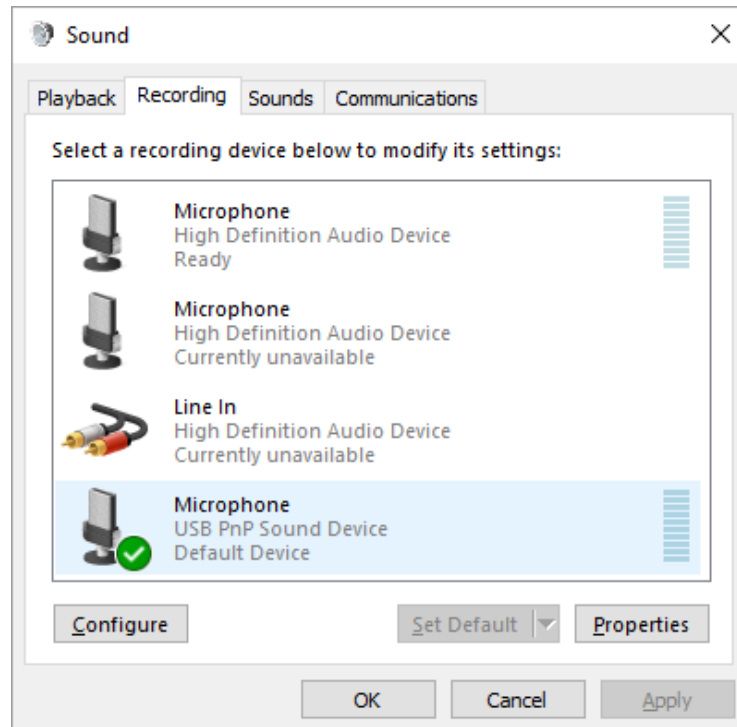 Sound
Playback Recording Sounds Communications
Select a recording device below to modify its settings:
Microphone
High Definition Audio Device
Ready
Microphone
High Definition Audio Device
Currently unavailable
Line In
High Definition Audio Device
Currently unavailable
Microphone
USB PnP Sound Device
Default Device
Configure Set Default Properties
OK Cancel Apply